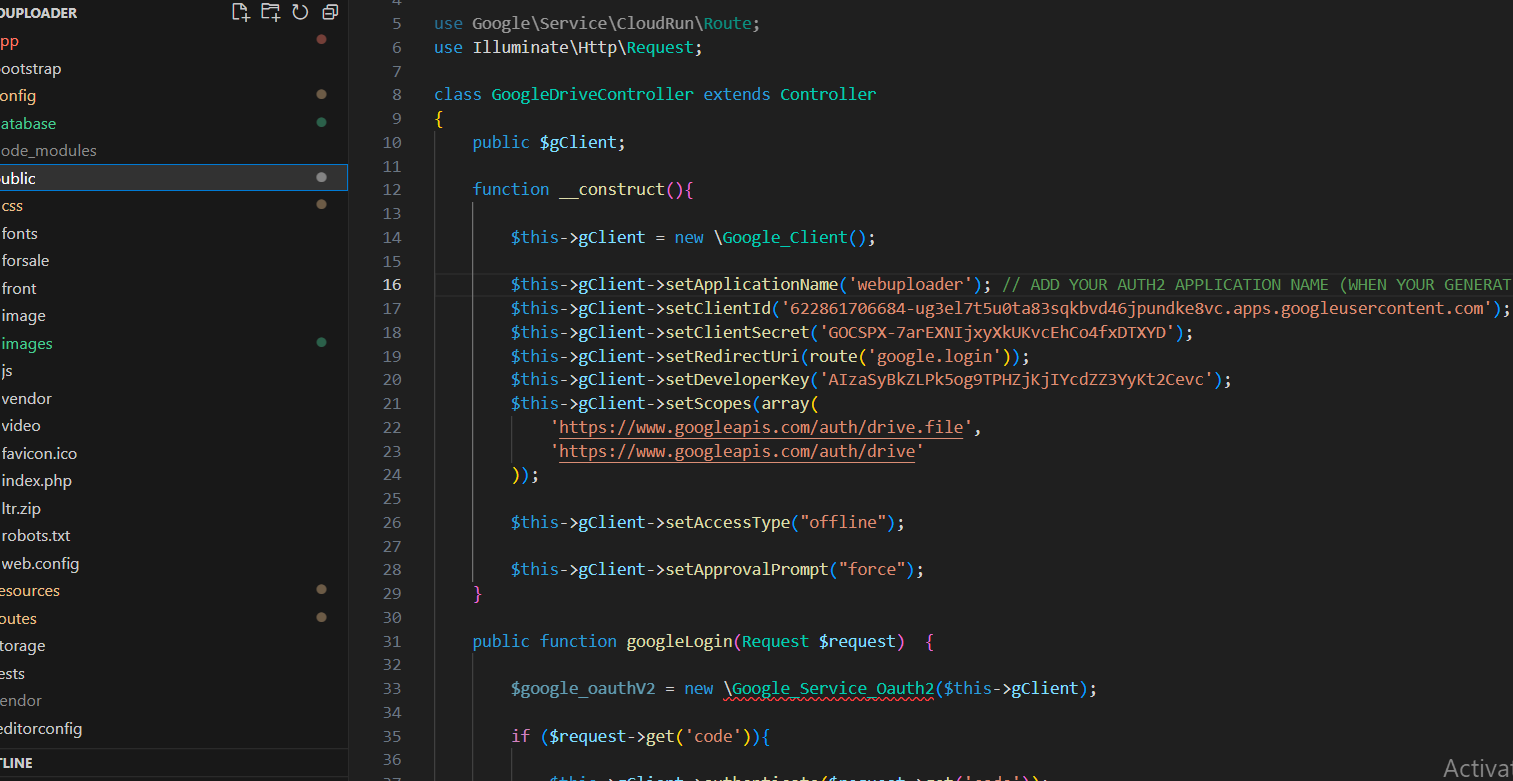 OUPLOADER
pp
ootstrap
onfig
atabase
ode_modules
ublic
css
fonts
forsale
front
image
images
js
vendor
video
favicon.ico
index.php
ltr.zip
robots.txt
web.config
esources
outes
torage
ests
endor
editorconfig
TLINE
4
5 use Google\Service\CloudRun\Route;
6 use Illuminate\Http\Request;
7
8 class GoogleDriveController extends Controller
9 {
10 public $gClient;
11
12 function __construct(){
13
14 $this->gClient = new \Google_Client();
15
16 $this->gClient->setApplicationName('webuploader'); // ADD YOUR AUTH2 APPLICATION NAME (WHEN YOUR GENERAT
17 $this->gClient->setClientId('622861706684-ug3el7t5u0ta83sqkbvd46jpundke8vc.apps.googleusercontent.com');
18 $this->gClient->setClientSecret('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');
19 $this->gClient->setRedirectUri(route('google.login'));
20 $this->gClient->setDeveloperKey('AIzaSyBkZLPk5og9TPHZjKjIYcdZZ3YyKt2Cevc');
21 $this->gClient->setScopes(array(
22 'https://www.googleapis.com/auth/drive.file',
23 'https://www.googleapis.com/auth/drive'
24 ));
25
26 $this->gClient->setAccessType("offline");
27
28 $this->gClient->setApprovalPrompt("force");
29 }
30
31 public function googleLogin(Request $request) {
32
33 $google_oauthV2 = new \Google_Service_Oauth2($this->gClient);
34
35 if ($request->get('code')){
36
37 $this->gClient->authenticate($request->get('code'));
Activat